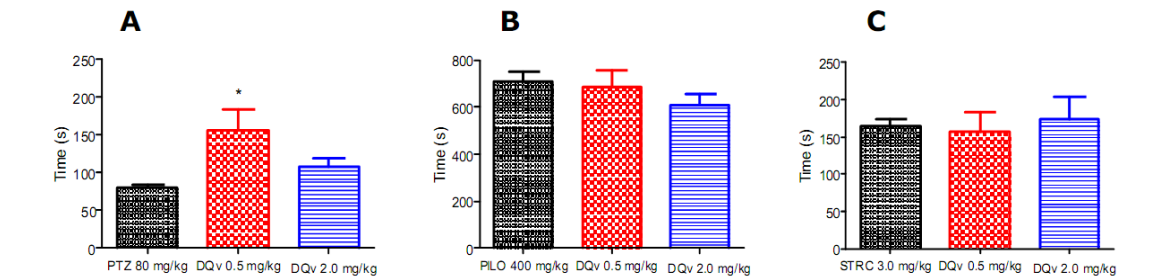 A
B
C
Time (s)
250
200
150
100
50
0
*
PTZ 80 mg/kg DQv 0.5 mg/kg DQv 2.0 mg/kg
Time (s)
800
600
400
200
0
PILO 400 mg/kg DQv 0.5 mg/kg DQv 2.0 mg/kg
Time (s)
250
200
150
100
50
0
STRC 3.0 mg/kg DQv 0.5 mg/kg DQv 2.0 mg/kg